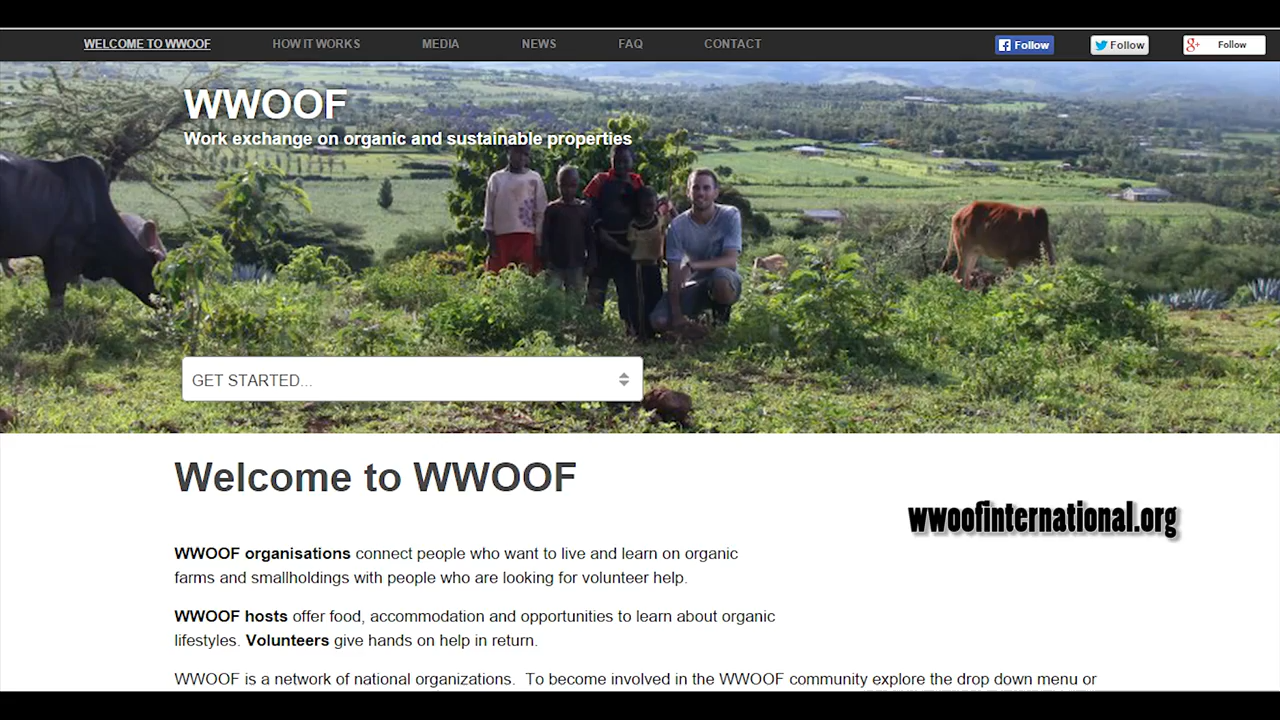 WELCOME TO WWOOF HOW IT WORKS MEDIA NEWS FAQ CONTACT Follow Follow Follow
WWOOF
Work exchange on organic and sustainable properties
GET STARTED...
Welcome to WWOOF
wwoofinternational.org
WWOOF organisations connect people who want to live and learn on organic
farms and smallholdings with people who are looking for volunteer help.
WWOOF hosts offer food, accommodation and opportunities to learn about organic
lifestyles. Volunteers give hands on help in return.
WWOOF is a network of national organizations. To become involved in the WWOOF community explore the drop down menu or